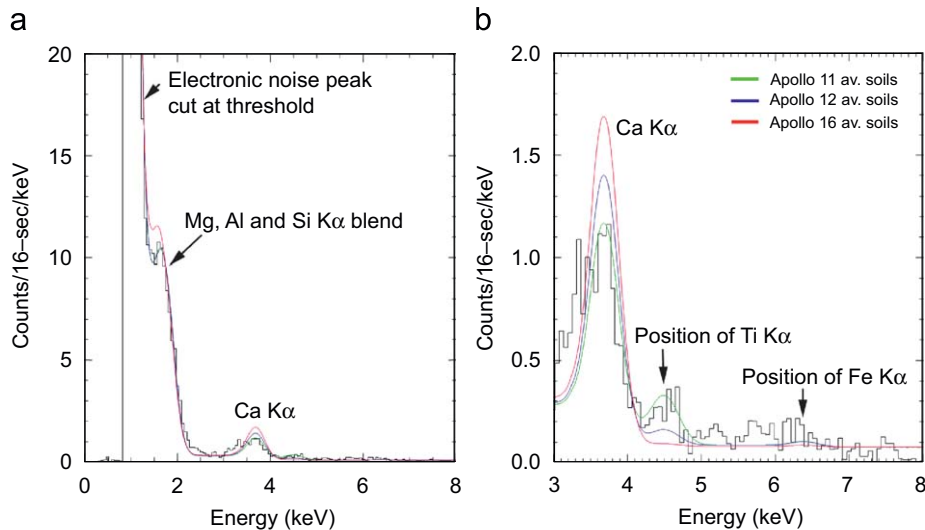 a
20
15
10
5
0
Counts/16–sec/keV
Electronic noise peak
cut at threshold
Mg, Al and Si Kα blend
Ca Kα
0 2 4 6 8
Energy (keV)
b
2.0
1.5
1.0
0.5
0.0
Counts/16–sec/keV
Apollo 11 av. soils
Apollo 12 av. soils
Apollo 16 av. soils
Ca Kα
Position of Ti Kα
Position of Fe Kα
3 4 5 6 7 8
Energy (keV)